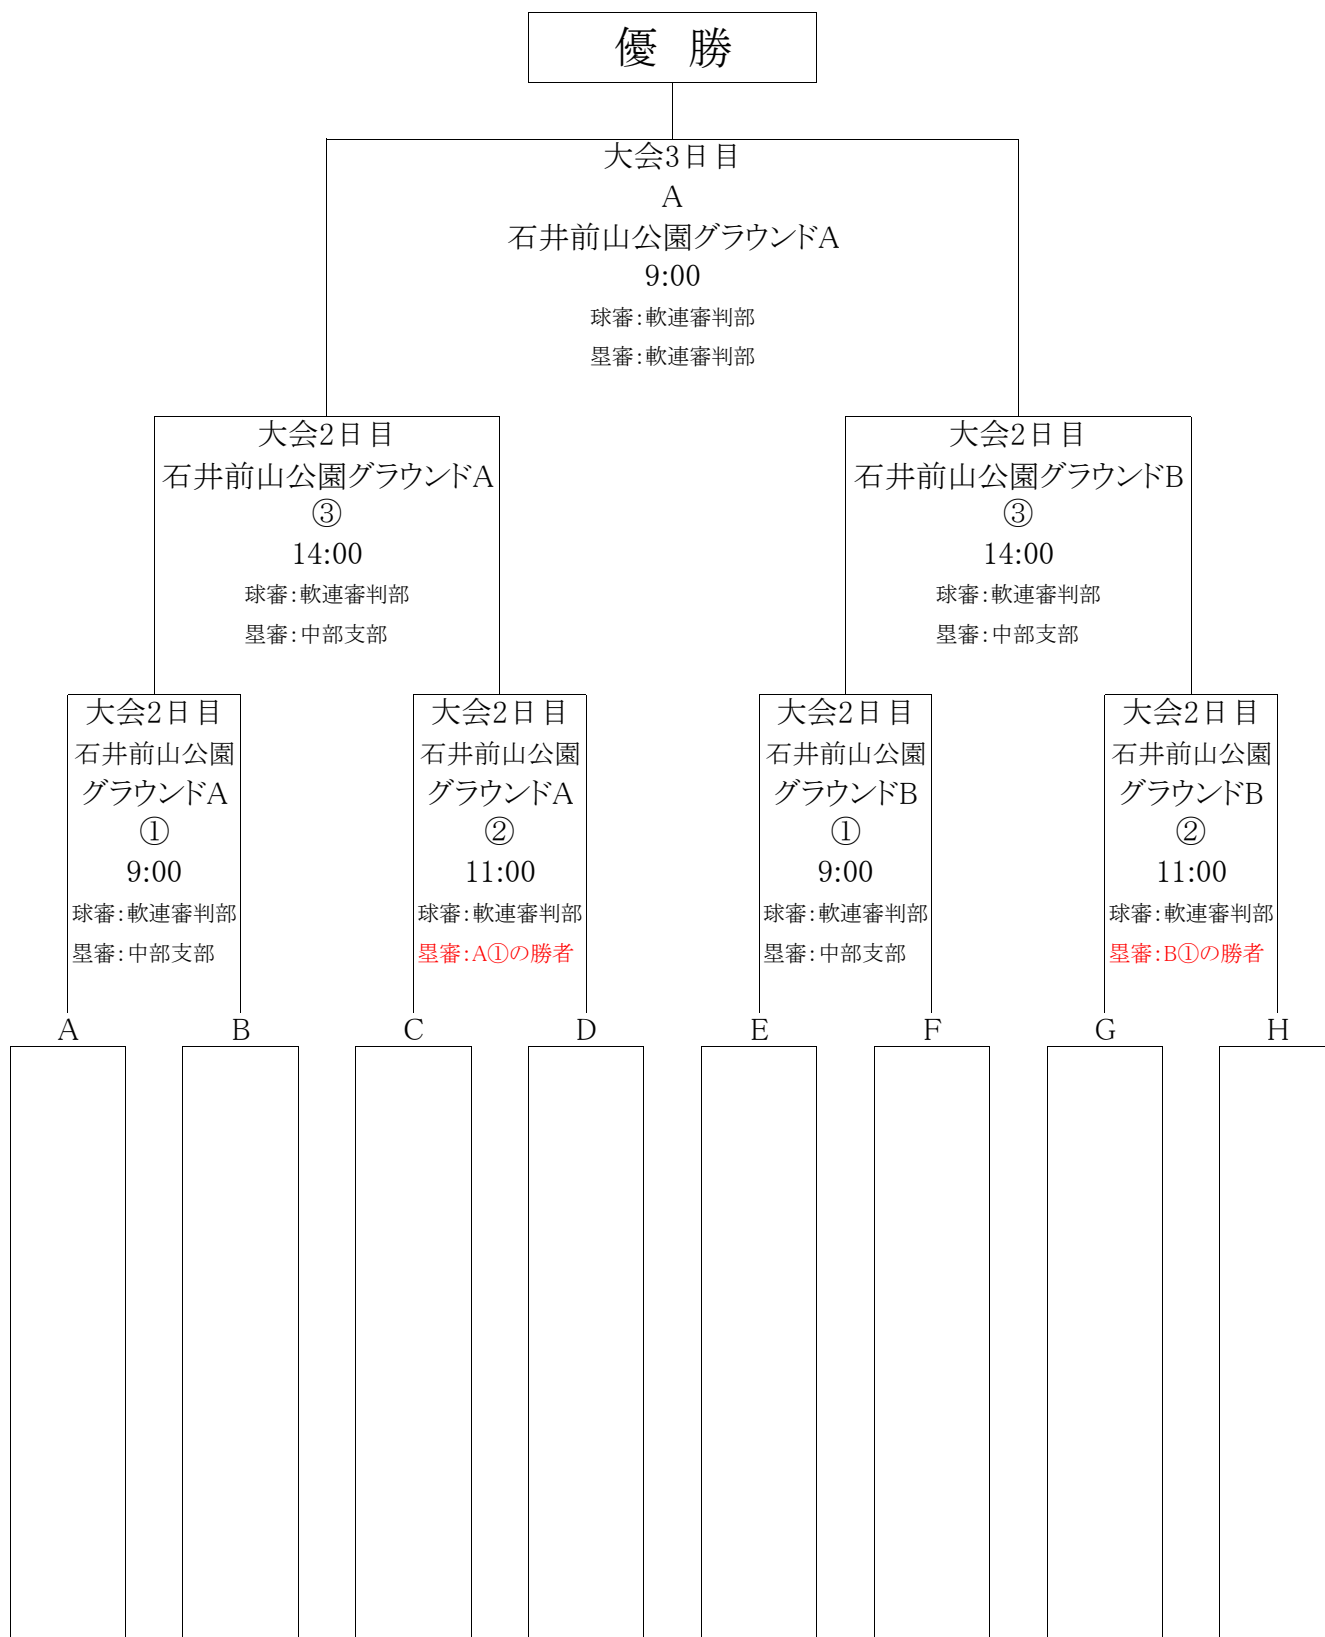 優　勝
大会3日目
A
石井前山公園グラウンドA
9:00
球審：軟連審判部
塁審：軟連審判部
大会2日目
石井前山公園グラウンドA
③
14:00
球審：軟連審判部
塁審：中部支部
大会2日目
石井前山公園グラウンドB
③
14:00
球審：軟連審判部
塁審：中部支部
大会2日目
石井前山公園
グラウンドA
①
9:00
球審：軟連審判部
塁審：中部支部
大会2日目
石井前山公園
グラウンドA
②
11:00
球審：軟連審判部
塁審：A①の勝者
大会2日目
石井前山公園
グラウンドB
①
9:00
球審：軟連審判部
塁審：中部支部
大会2日目
石井前山公園
グラウンドB
②
11:00
球審：軟連審判部
塁審：B①の勝者
A
B
C
D
E
F
G
H